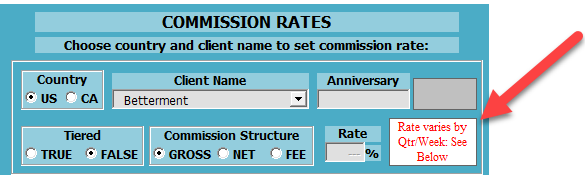 COMMISSION RATES
Choose country and client name to set commission rate:
Country
US CA
Client Name
Betterment
Anniversary
Tiered
TRUE FALSE
Commission Structure
GROSS NET FEE
Rate
--- %
Rate varies by
Qtr/Week: See
Below